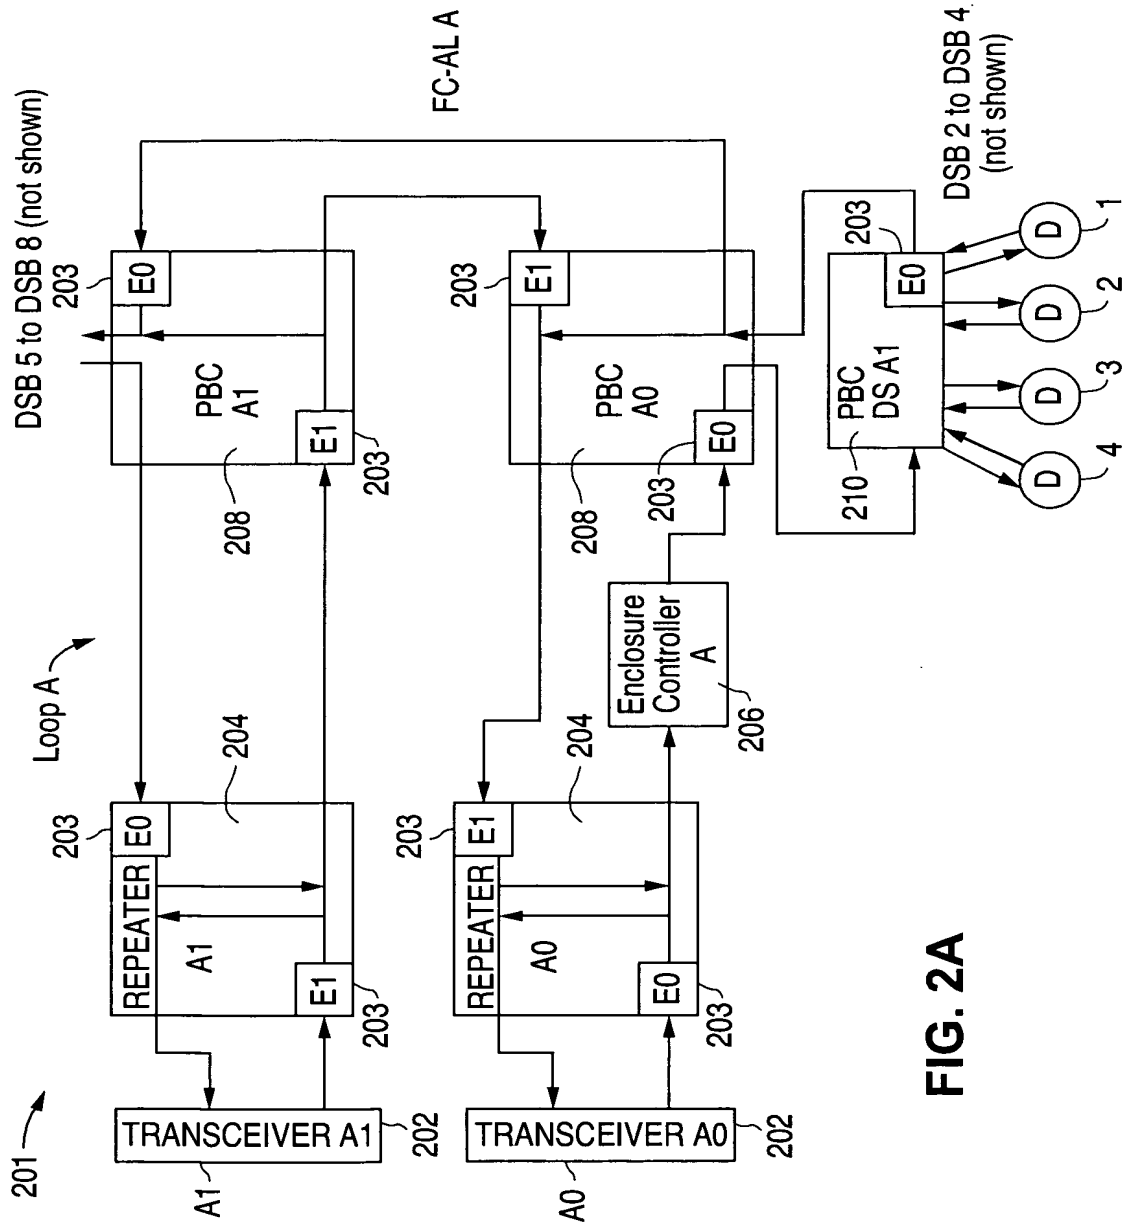 201
A1
TRANSCEIVER A1
202
203
E0
REPEATER
A1
204
E1
203
Loop A
DSB 5 to DSB 8 (not shown)
203
E0
PBC
A1
208
E1
203
FC-AL A
A0
TRANSCEIVER A0
202
203
E1
REPEATER
A0
204
E0
203
Enclosure
Controller
A
206
203
E1
PBC
A0
208
203
E0
PBC
DS A1
210
203
E0
DSB 2 to DSB 4
(not shown)
D
1
D
2
D
3
D
4
FIG. 2A